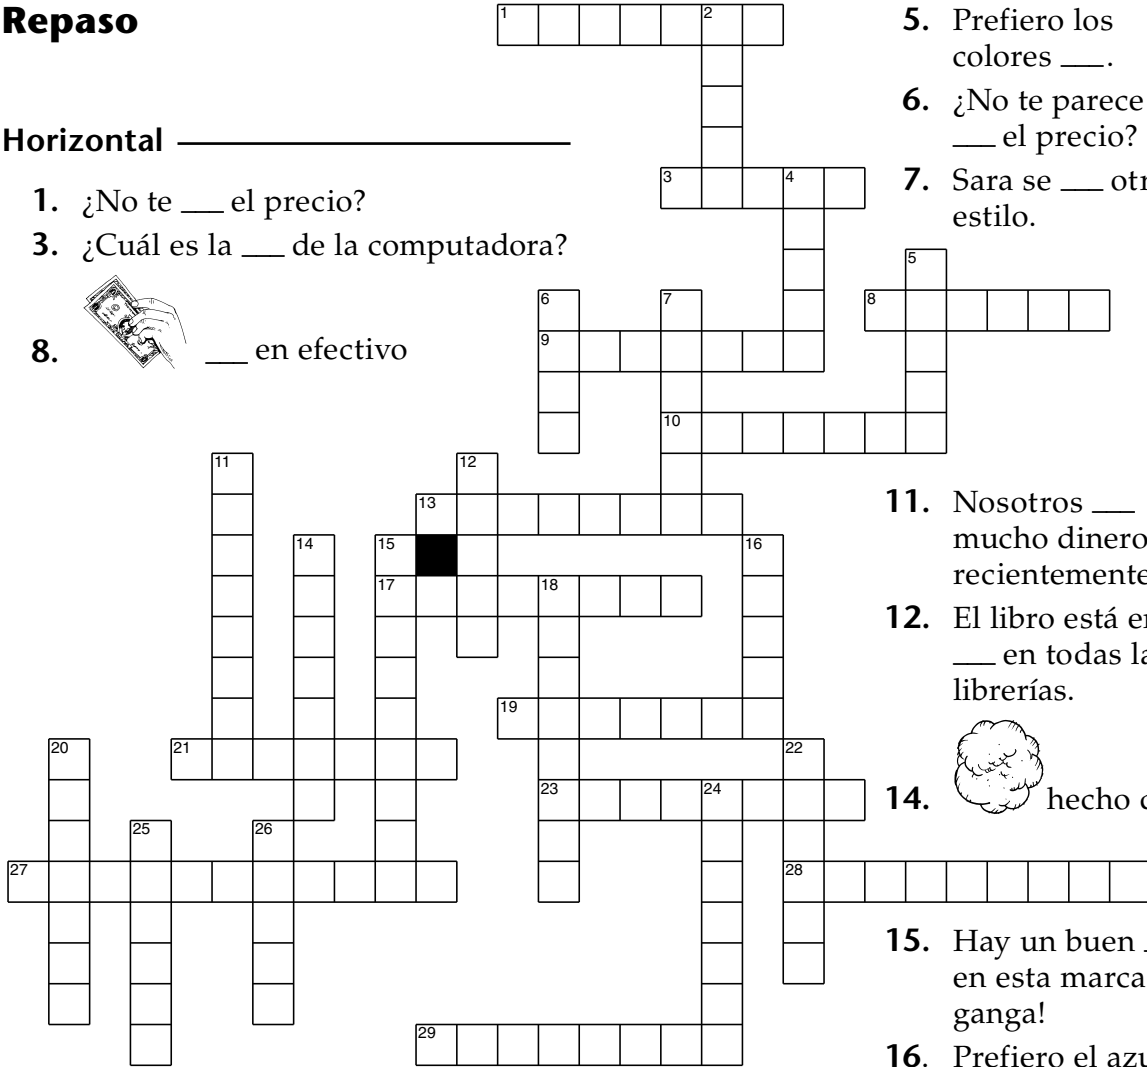 Repaso
Horizontal
1. ¿No te ___ el precio?
3. ¿Cuál es la ___ de la computadora?
8. ___ en efectivo
5. Prefiero los
colores ___.
6. ¿No te parece
___ el precio?
7. Sara se ___
estilo.
11. Nosotros ___
mucho dinero
recientemente
12. El libro está
___ en todas
librerías.
14. hecho
15. Hay un buen
en esta marca
ganga!
16. Prefiero el
1
2
3
4
5
6
7
8
9
10
11
12
13
14
15
16
17
18
19
20
21
22
23
24
25
26
27
28
29